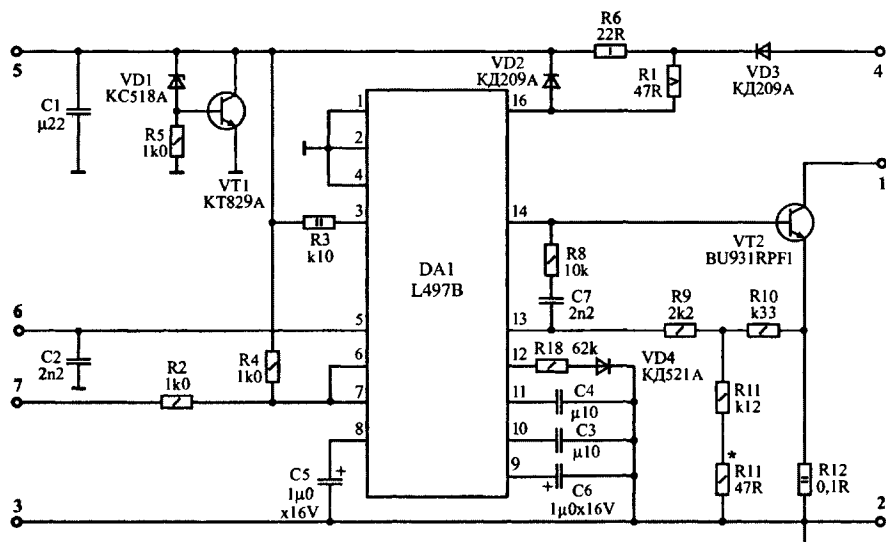 R6
22R
5
VD1
КС518А
C1
μ22
R5
1k0
VT1
КТ829А
VD2
КД209А
R1
47R
VD3
КД209А
4
1
2
4
3
16
1
R3
k10
14
R8
10k
VT2
BU931RPF1
DA1
L497B
C7
2n2
R9
2k2
R10
k33
6
5
13
C2
2n2
7
R2
1k0
R4
1k0
6
7
12
R18
62k
VD4
КД521А
11
C4
μ10
R11
k12
8
10
C3
μ10
C5
+
1μ0
x16V
9
+
C6
1μ0x16V
*
R11
47R
R12
0,1R
3
2